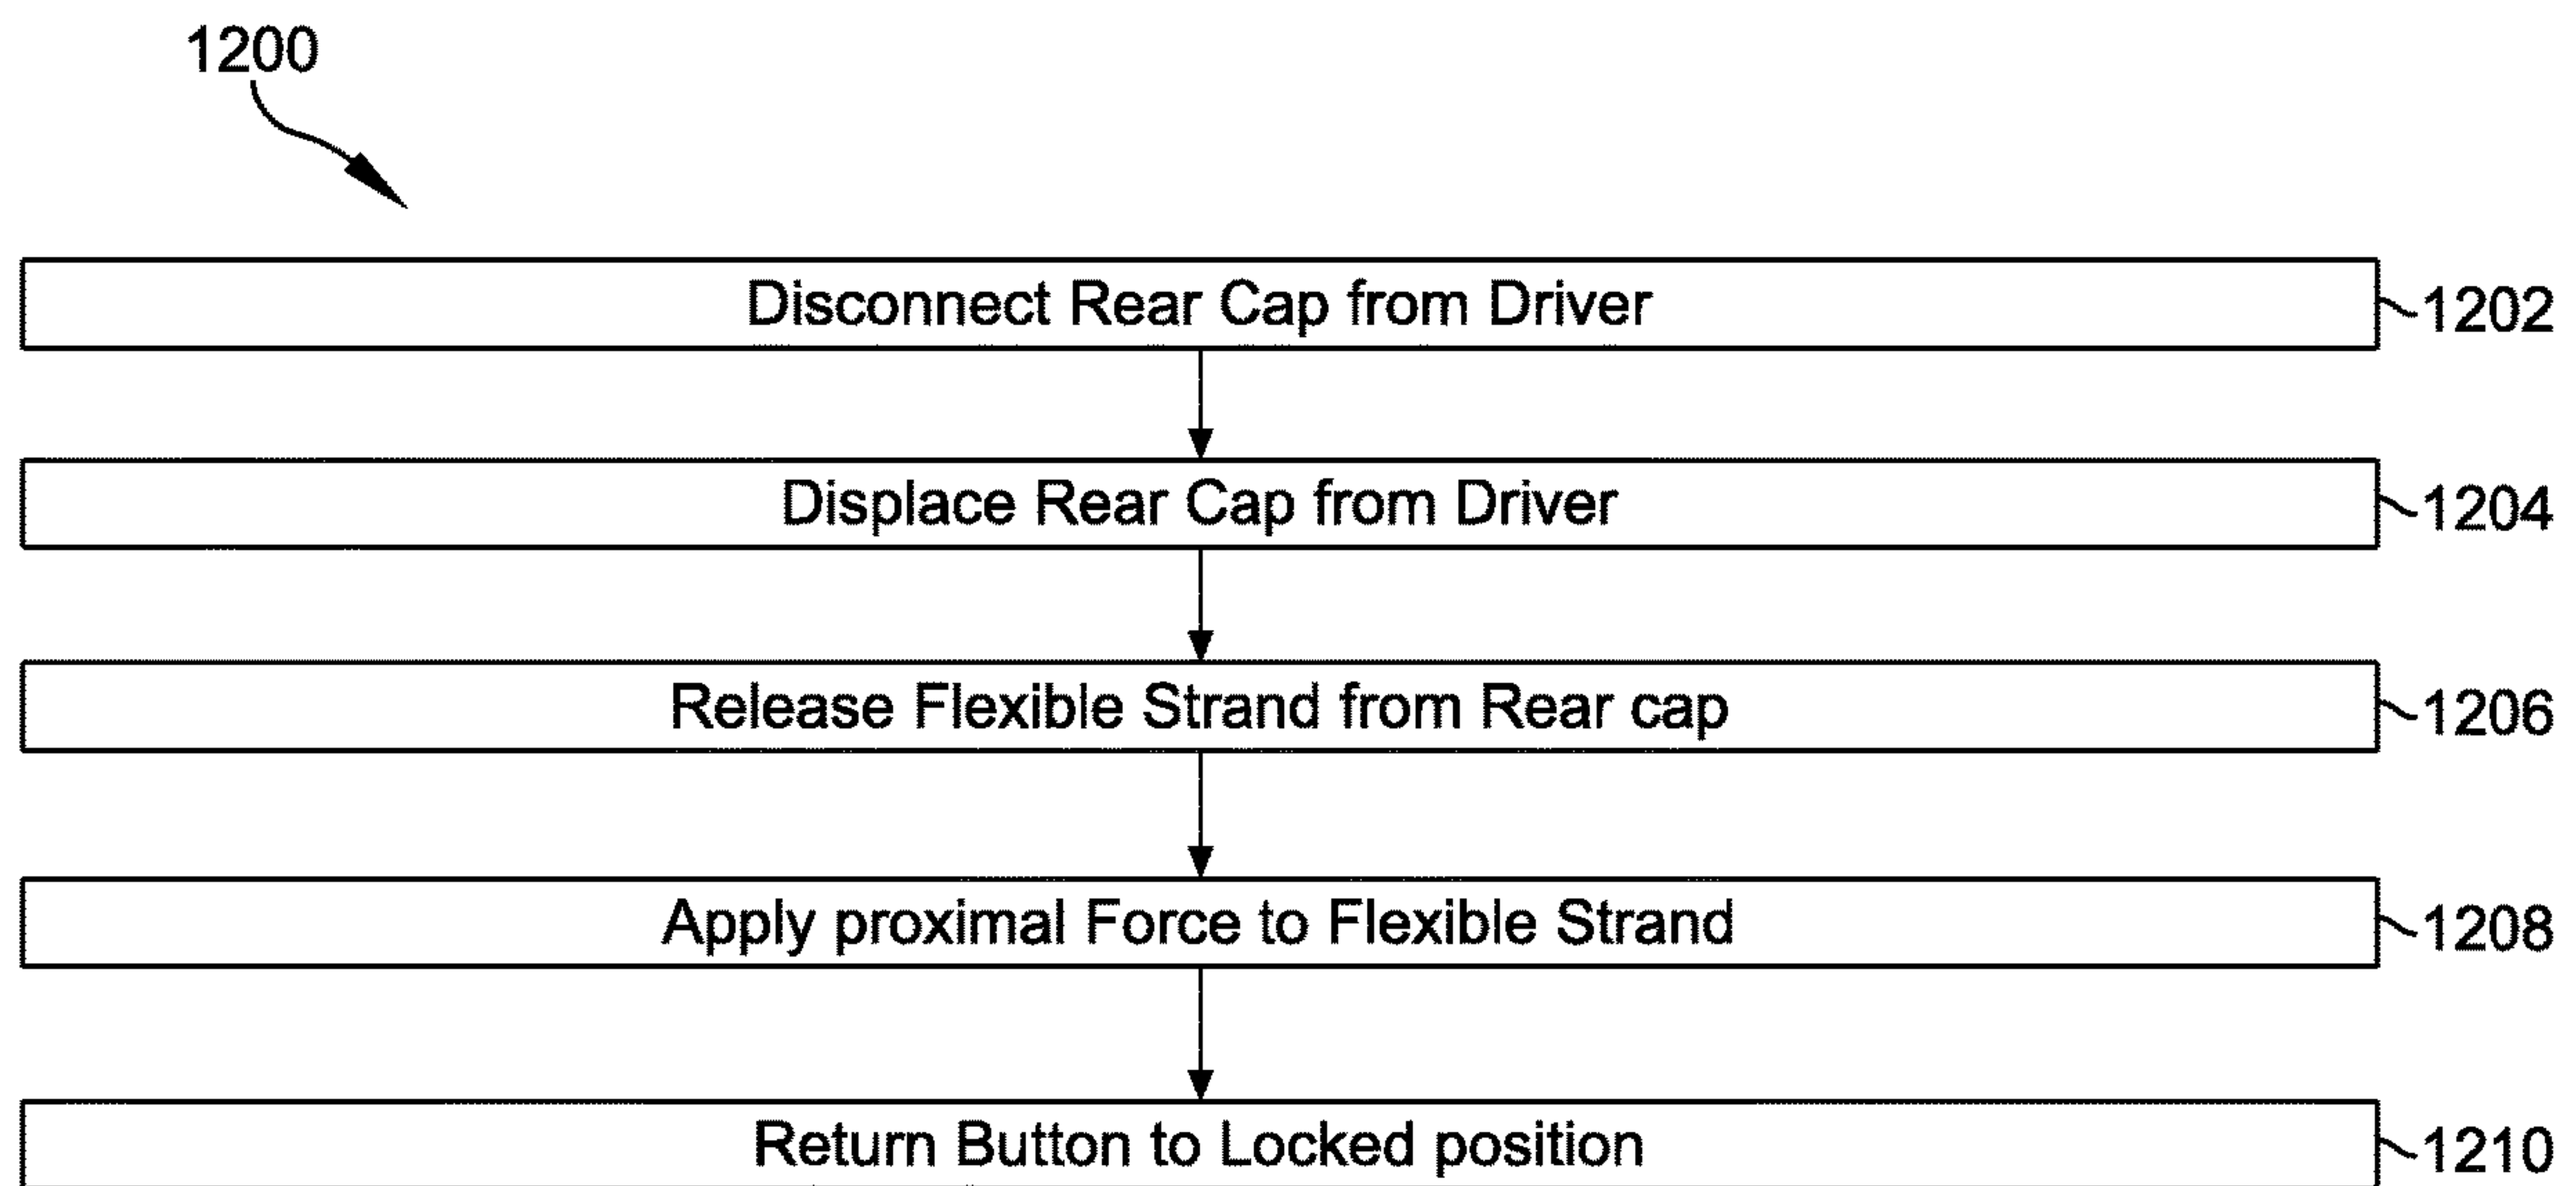 1200
Disconnect Rear Cap from Driver
1202
Displace Rear Cap from Driver
1204
Release Flexible Strand from Rear cap
1206
Apply proximal Force to Flexible Strand
1208
Return Button to Locked position
1210